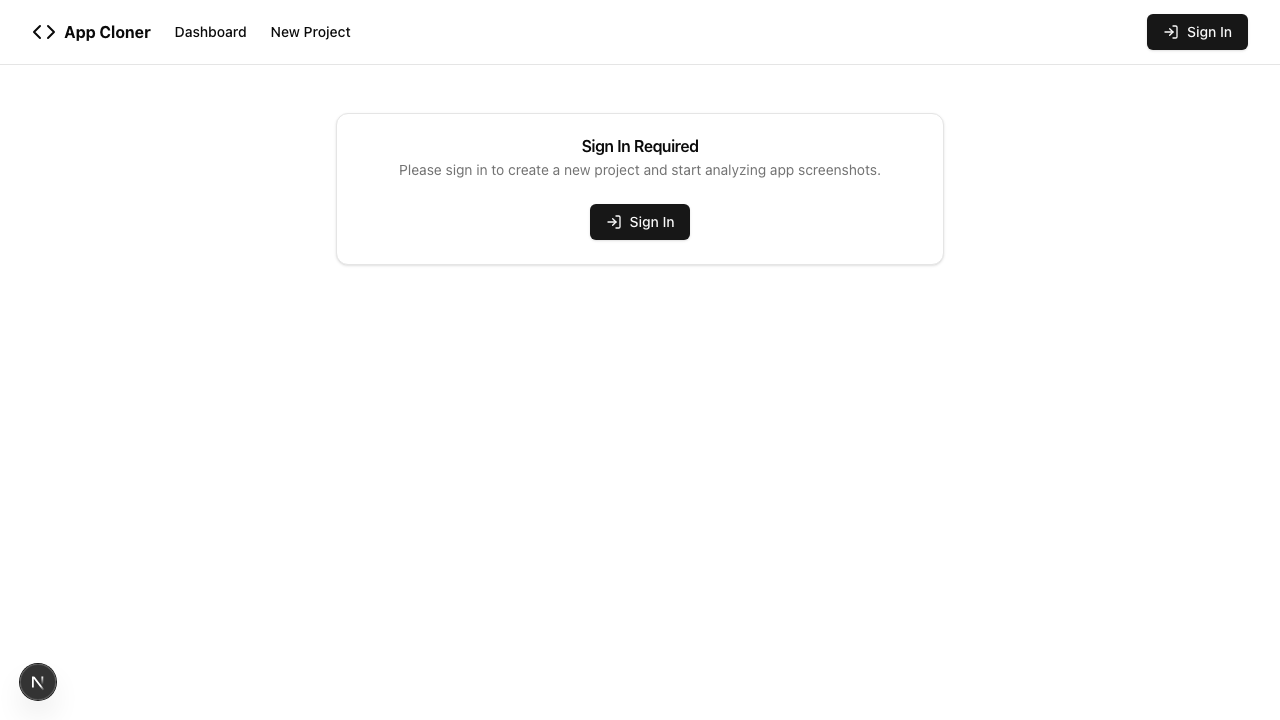 App Cloner
Dashboard
New Project
Sign In
Sign In Required
Please sign in to create a new project and start analyzing app screenshots.
Sign In
N